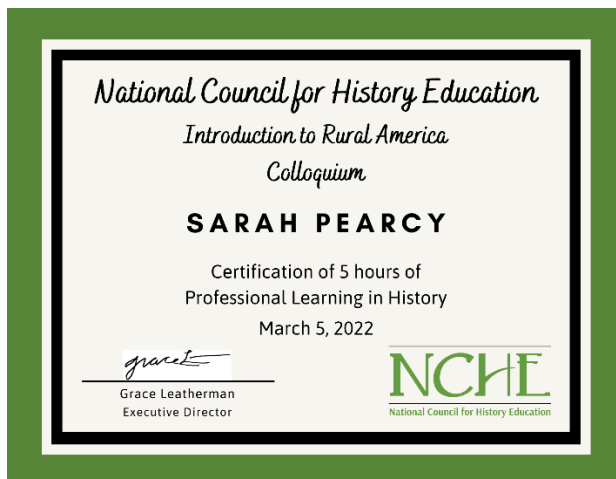 National Council for History Education
Introduction to Rural America
Colloquium
SARAH PEARCY
Certification of 5 hours of
Professional Learning in History
March 5, 2022
grace L
Grace Leatherman
Executive Director
NCHE
National Council for History Education